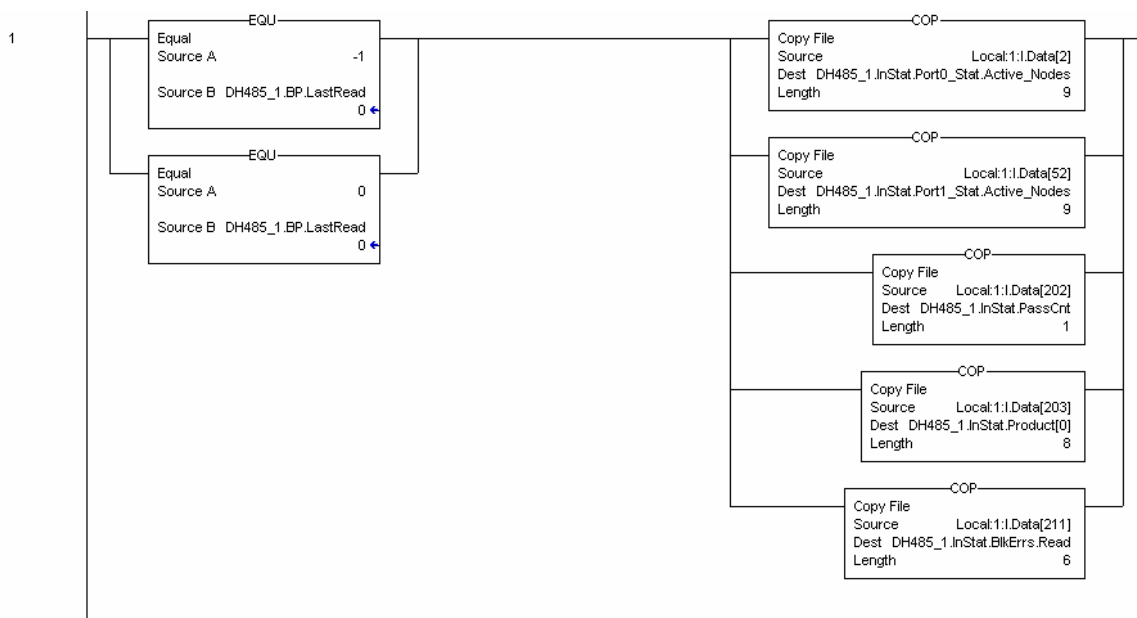 1
EQU
Equal
Source A -1
Source B DH485_1.BP.LastRead
0
EQU
Equal
Source A 0
Source B DH485_1.BP.LastRead
0
COP
Copy File
Source Local:1:I.Data[2]
Dest DH485_1.InStat.Port0_Stat.Active_Nodes
Length 9
COP
Copy File
Source Local:1:I.Data[52]
Dest DH485_1.InStat.Port1_Stat.Active_Nodes
Length 9
COP
Copy File
Source Local:1:I.Data[202]
Dest DH485_1.InStat.PassCnt
Length 1
COP
Copy File
Source Local:1:I.Data[203]
Dest DH485_1.InStat.Product[0]
Length 8
COP
Copy File
Source Local:1:I.Data[211]
Dest DH485_1.InStat.BlkErrs.Read
Length 6